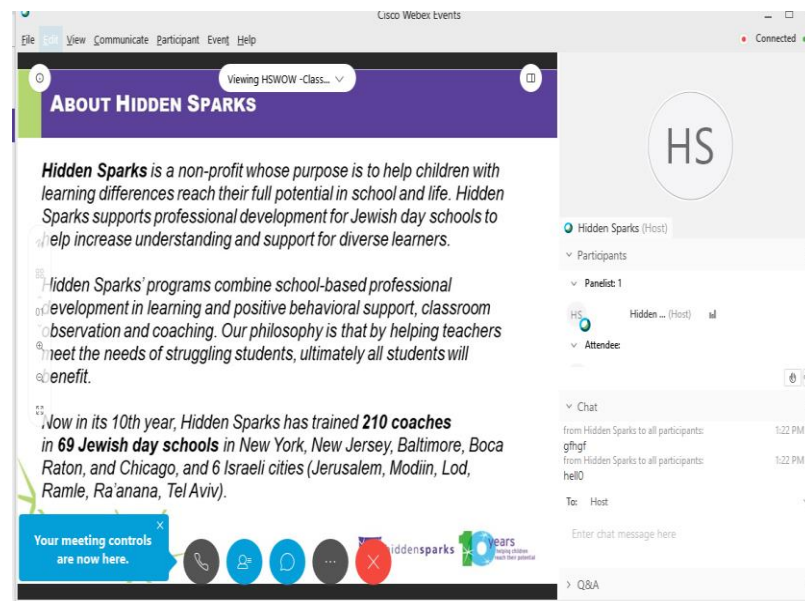 Cisco Webex Events
File Edit View Communicate Participant Event Help
Connected
Viewing HSWOW -Class...
ABOUT HIDDEN SPARKS
Hidden Sparks is a non-profit whose purpose is to help children with
learning differences reach their full potential in school and life. Hidden
Sparks supports professional development for Jewish day schools to
help increase understanding and support for diverse learners.
Hidden Sparks' programs combine school-based professional
development in learning and positive behavioral support, classroom
observation and coaching. Our philosophy is that by helping teachers
meet the needs of struggling students, ultimately all students will
benefit.
Now in its 10th year, Hidden Sparks has trained 210 coaches
in 69 Jewish day schools in New York, New Jersey, Baltimore, Boca
Raton, and Chicago, and 6 Israeli cities (Jerusalem, Modiin, Lod,
Ramle, Ra'anana, Tel Aviv).
Your meeting controls
are now here.
X
iddensparks
10 years
helping children
reach their potential
HS
Hidden Sparks (Host)
Participants
Panelist: 1
HS Hidden ... (Host)
Attendee:
Chat
from Hidden Sparks to all participants: 1:22 PM
gfhgf
from Hidden Sparks to all participants: 1:22 PM
hell0
To: Host
Enter chat message here
Q&A